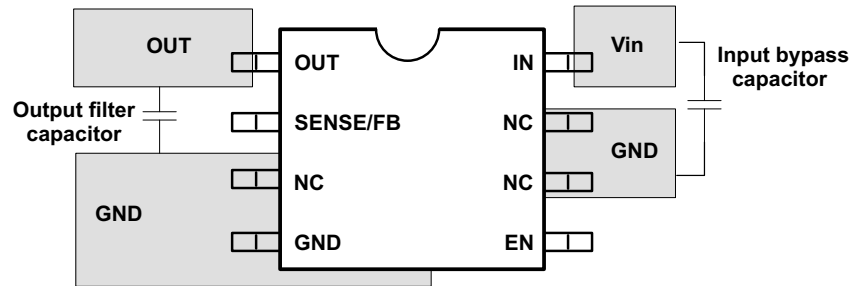 OUT
Vin
OUT
IN
Input bypass
capacitor
Output filter
capacitor
SENSE/FB
NC
GND
NC
NC
GND
GND
EN